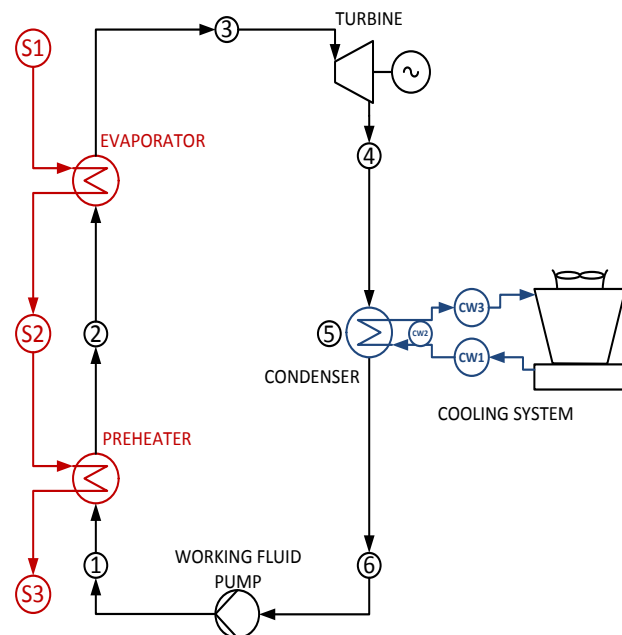 TURBINE
S1
3
~
EVAPORATOR
4
S2
2
5
CW3
CW2
CW1
CONDENSER
COOLING SYSTEM
PREHEATER
1
WORKING FLUID
PUMP
6
S3